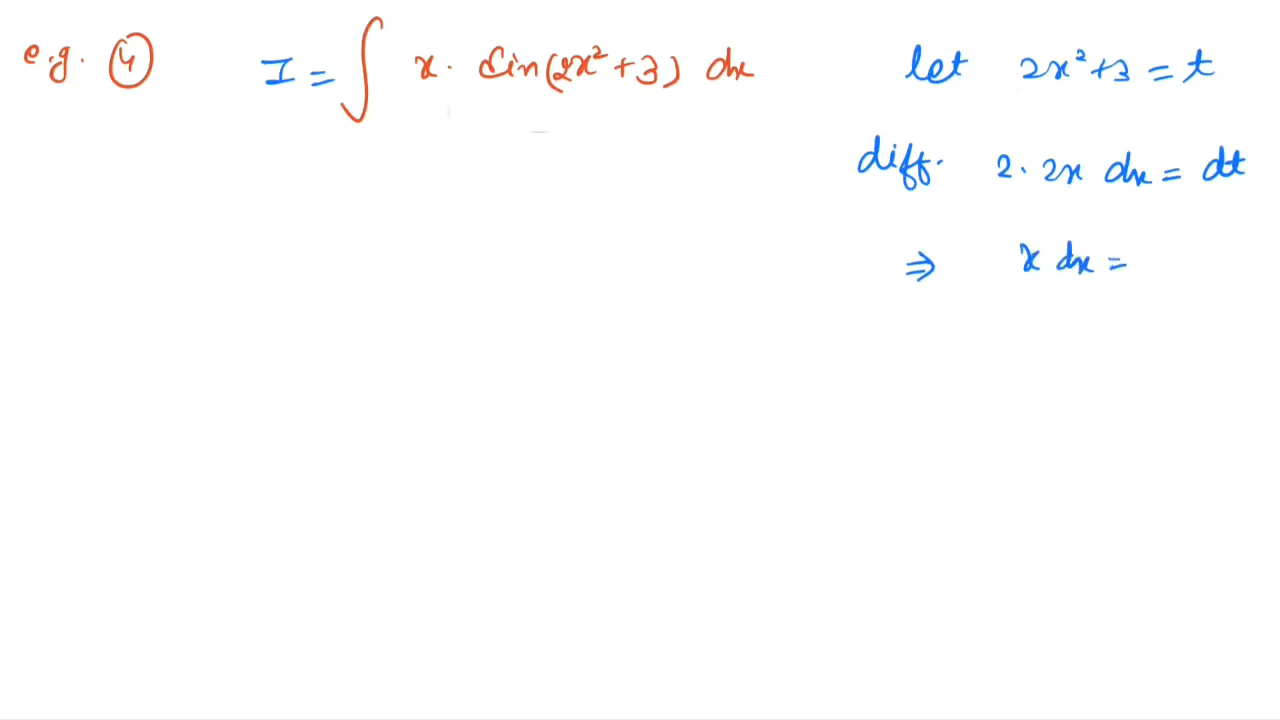 e.g. ④ I = ∫ x. sin(2x²+3) dx
let 2x²+3 = t
diff. 2. 2x dx = dt
⇒ x dx =